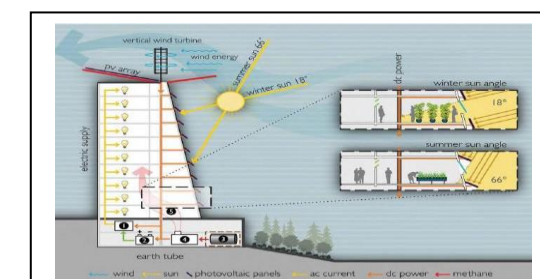 vertical wind turbine
wind energy
pv array
summer sun 66°
winter sun 18°
electric supply
earth tube
dc power
winter sun angle
18°
summer sun angle
66°
wind
sun
photovoltaic panels
ac current
dc power
methane